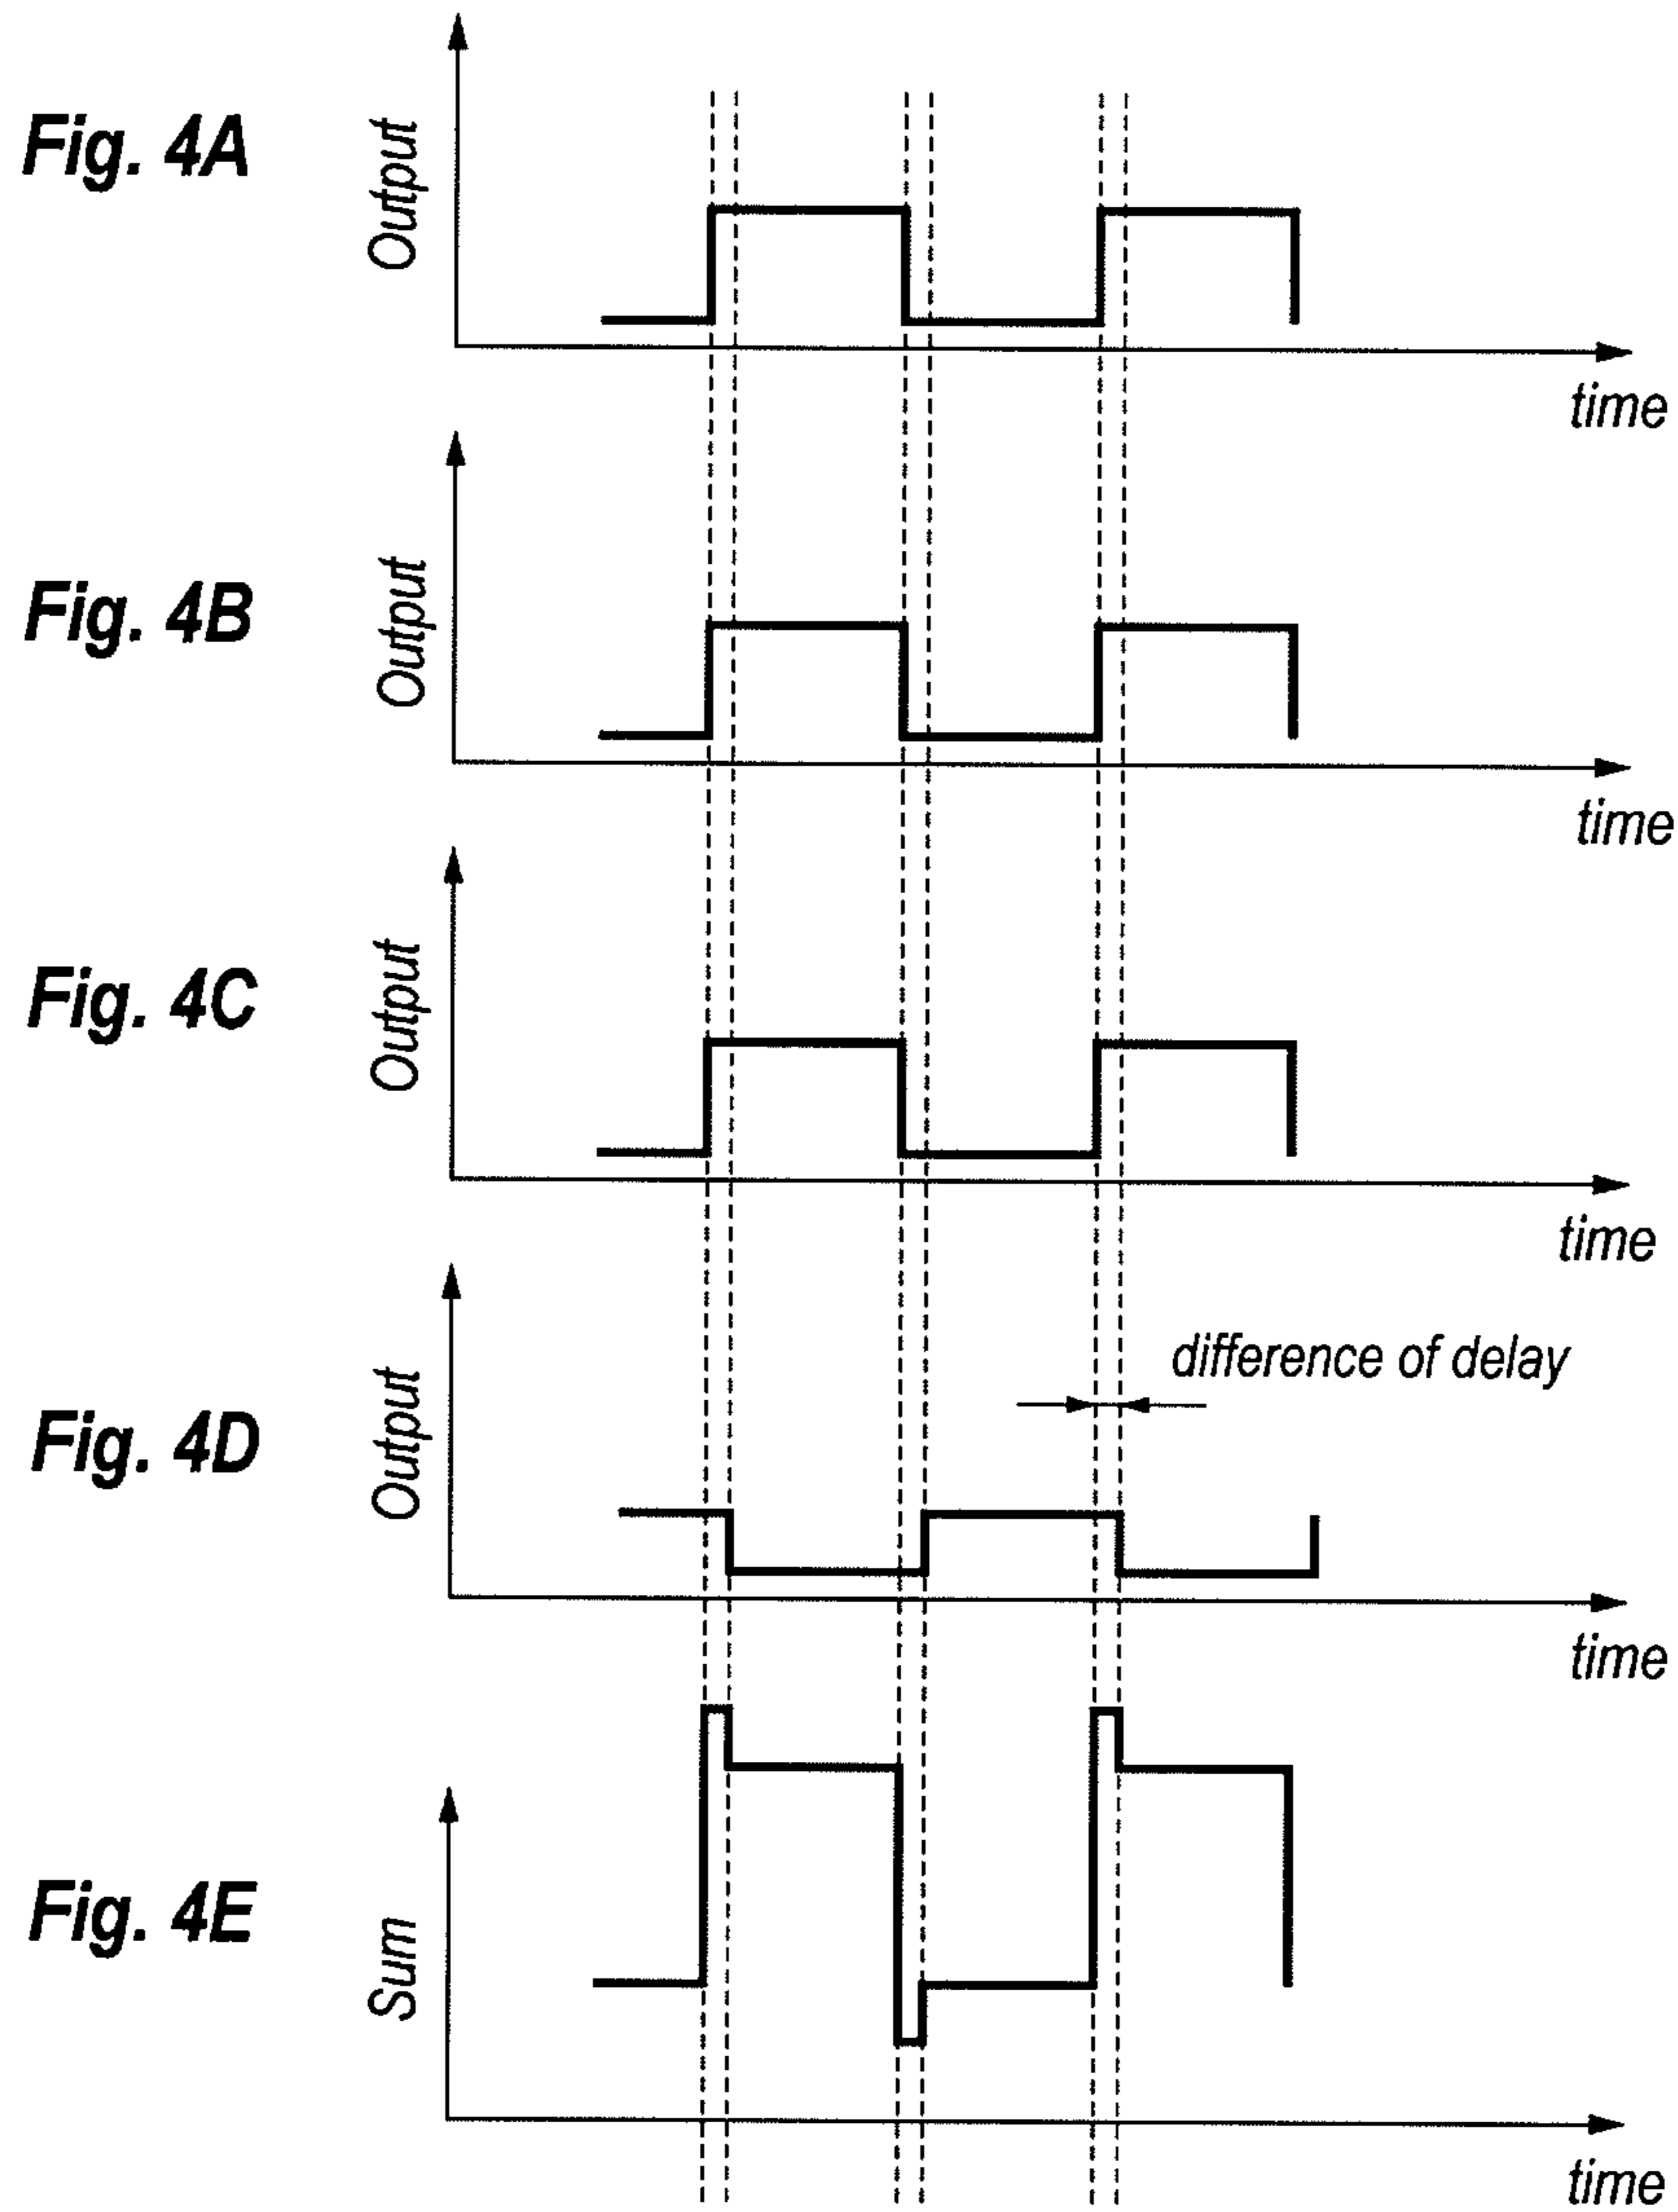 Fig. 4A
Output
time
Fig. 4B
Output
time
Fig. 4C
Output
time
Fig. 4D
Output
difference of delay
time
Fig. 4E
Sum
time